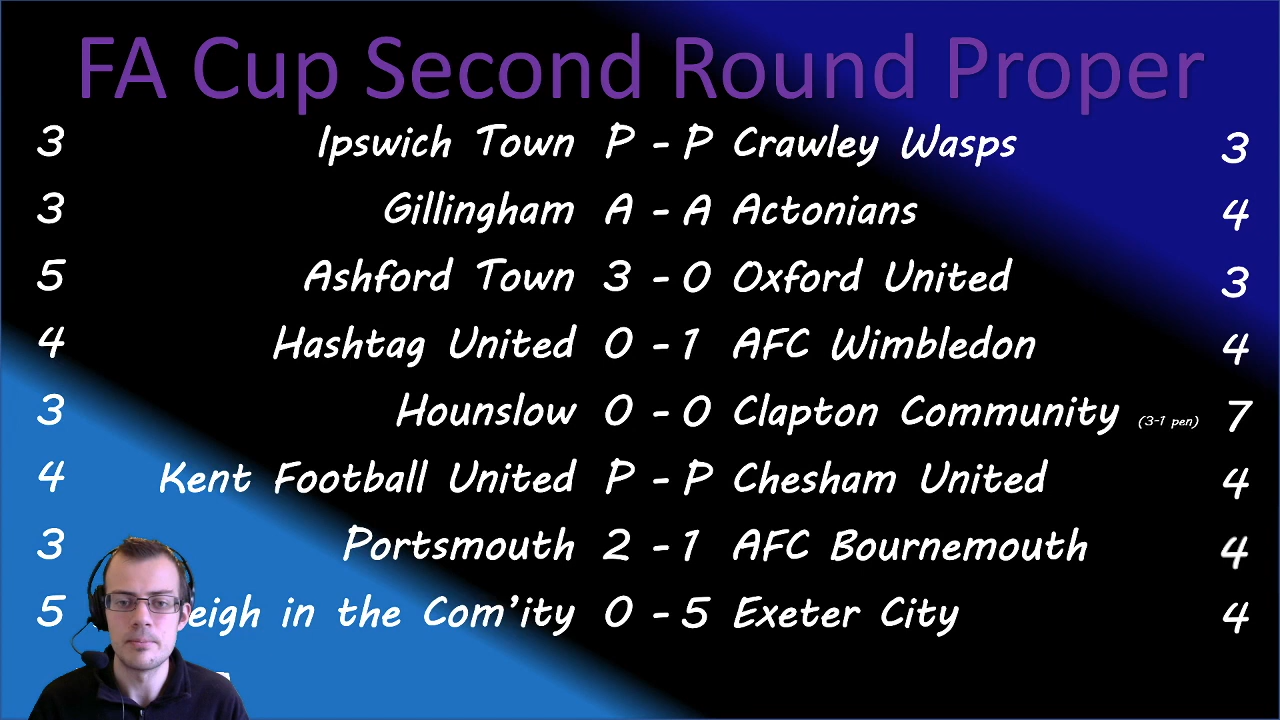 FA Cup Second Round Proper
3 Ipswich Town P - P Crawley Wasps 3
3 Gillingham A - A Actonians 4
5 Ashford Town 3 - 0 Oxford United 3
4 Hashtag United 0 - 1 AFC Wimbledon 4
3 Hounslow 0 - 0 Clapton Community (3-1 pen) 7
4 Kent Football United P - P Chesham United 4
3 Portsmouth 2 - 1 AFC Bournemouth 4
5 in the Com'ity 0 - 5 Exeter City 4